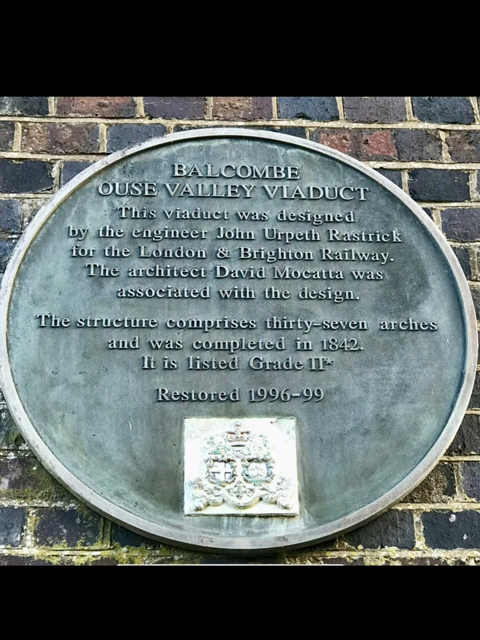 BALCOMBE
OUSE VALLEY VIADUCT
This viaduct was designed
by the engineer John Urpeth Rastrick
for the London & Brighton Railway.
The architect David Mocatta was
associated with the design.
The structure comprises thirty-seven arches
and was completed in 1842.
It is listed Grade II*
Restored 1996-99